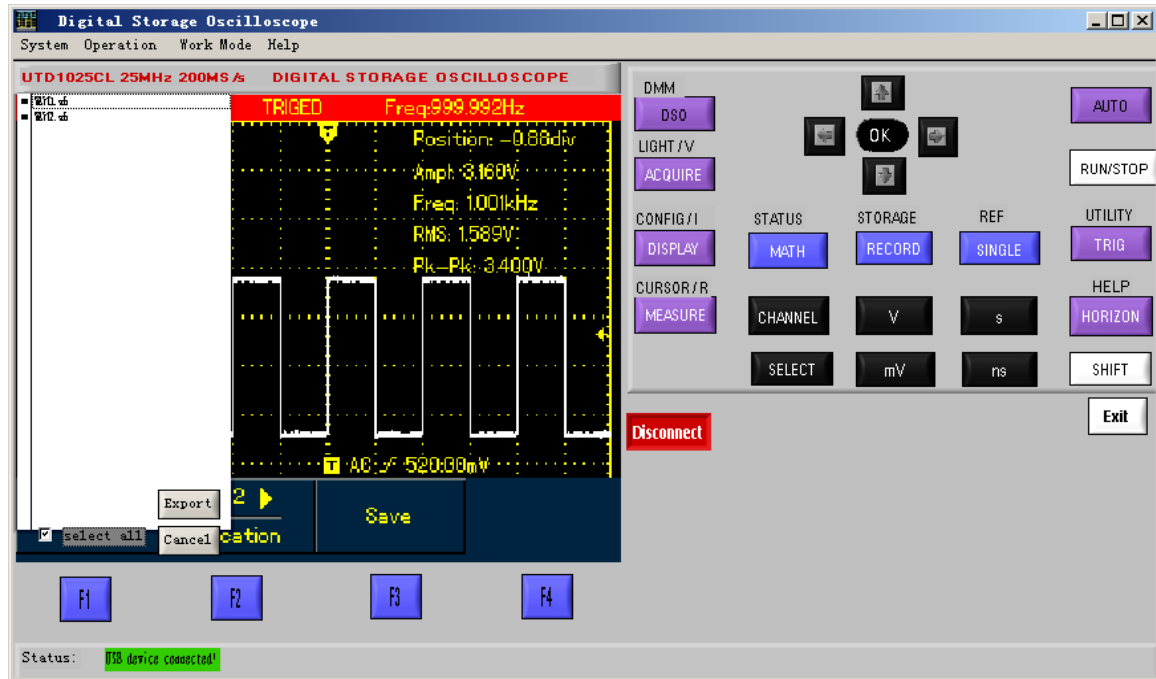 Digital Storage Oscilloscope
System Operation Work Mode Help
UTD1025CL 25MHz 200MS/s DIGITAL STORAGE OSCILLOSCOPE
TRIGED Freq:999.992Hz
T
Position: -0.88div
Ampl: 3.160V
Freq: 1.001kHz
RMS: 1.589V
Pk-Pk: 3.400V
T AC 520.00mV
2
Save
cation
Export
select all
Cancel
F1 F2 F3 F4
DMM
DSO
OK
AUTO
LIGHT/V
ACQUIRE
RUN/STOP
CONFIG/I STATUS STORAGE REF UTILITY
DISPLAY MATH RECORD SINGLE TRIG
CURSOR/R HELP
MEASURE CHANNEL V s HORIZON
SELECT mV ns SHIFT
Disconnect
Exit
Status: USB device connected!